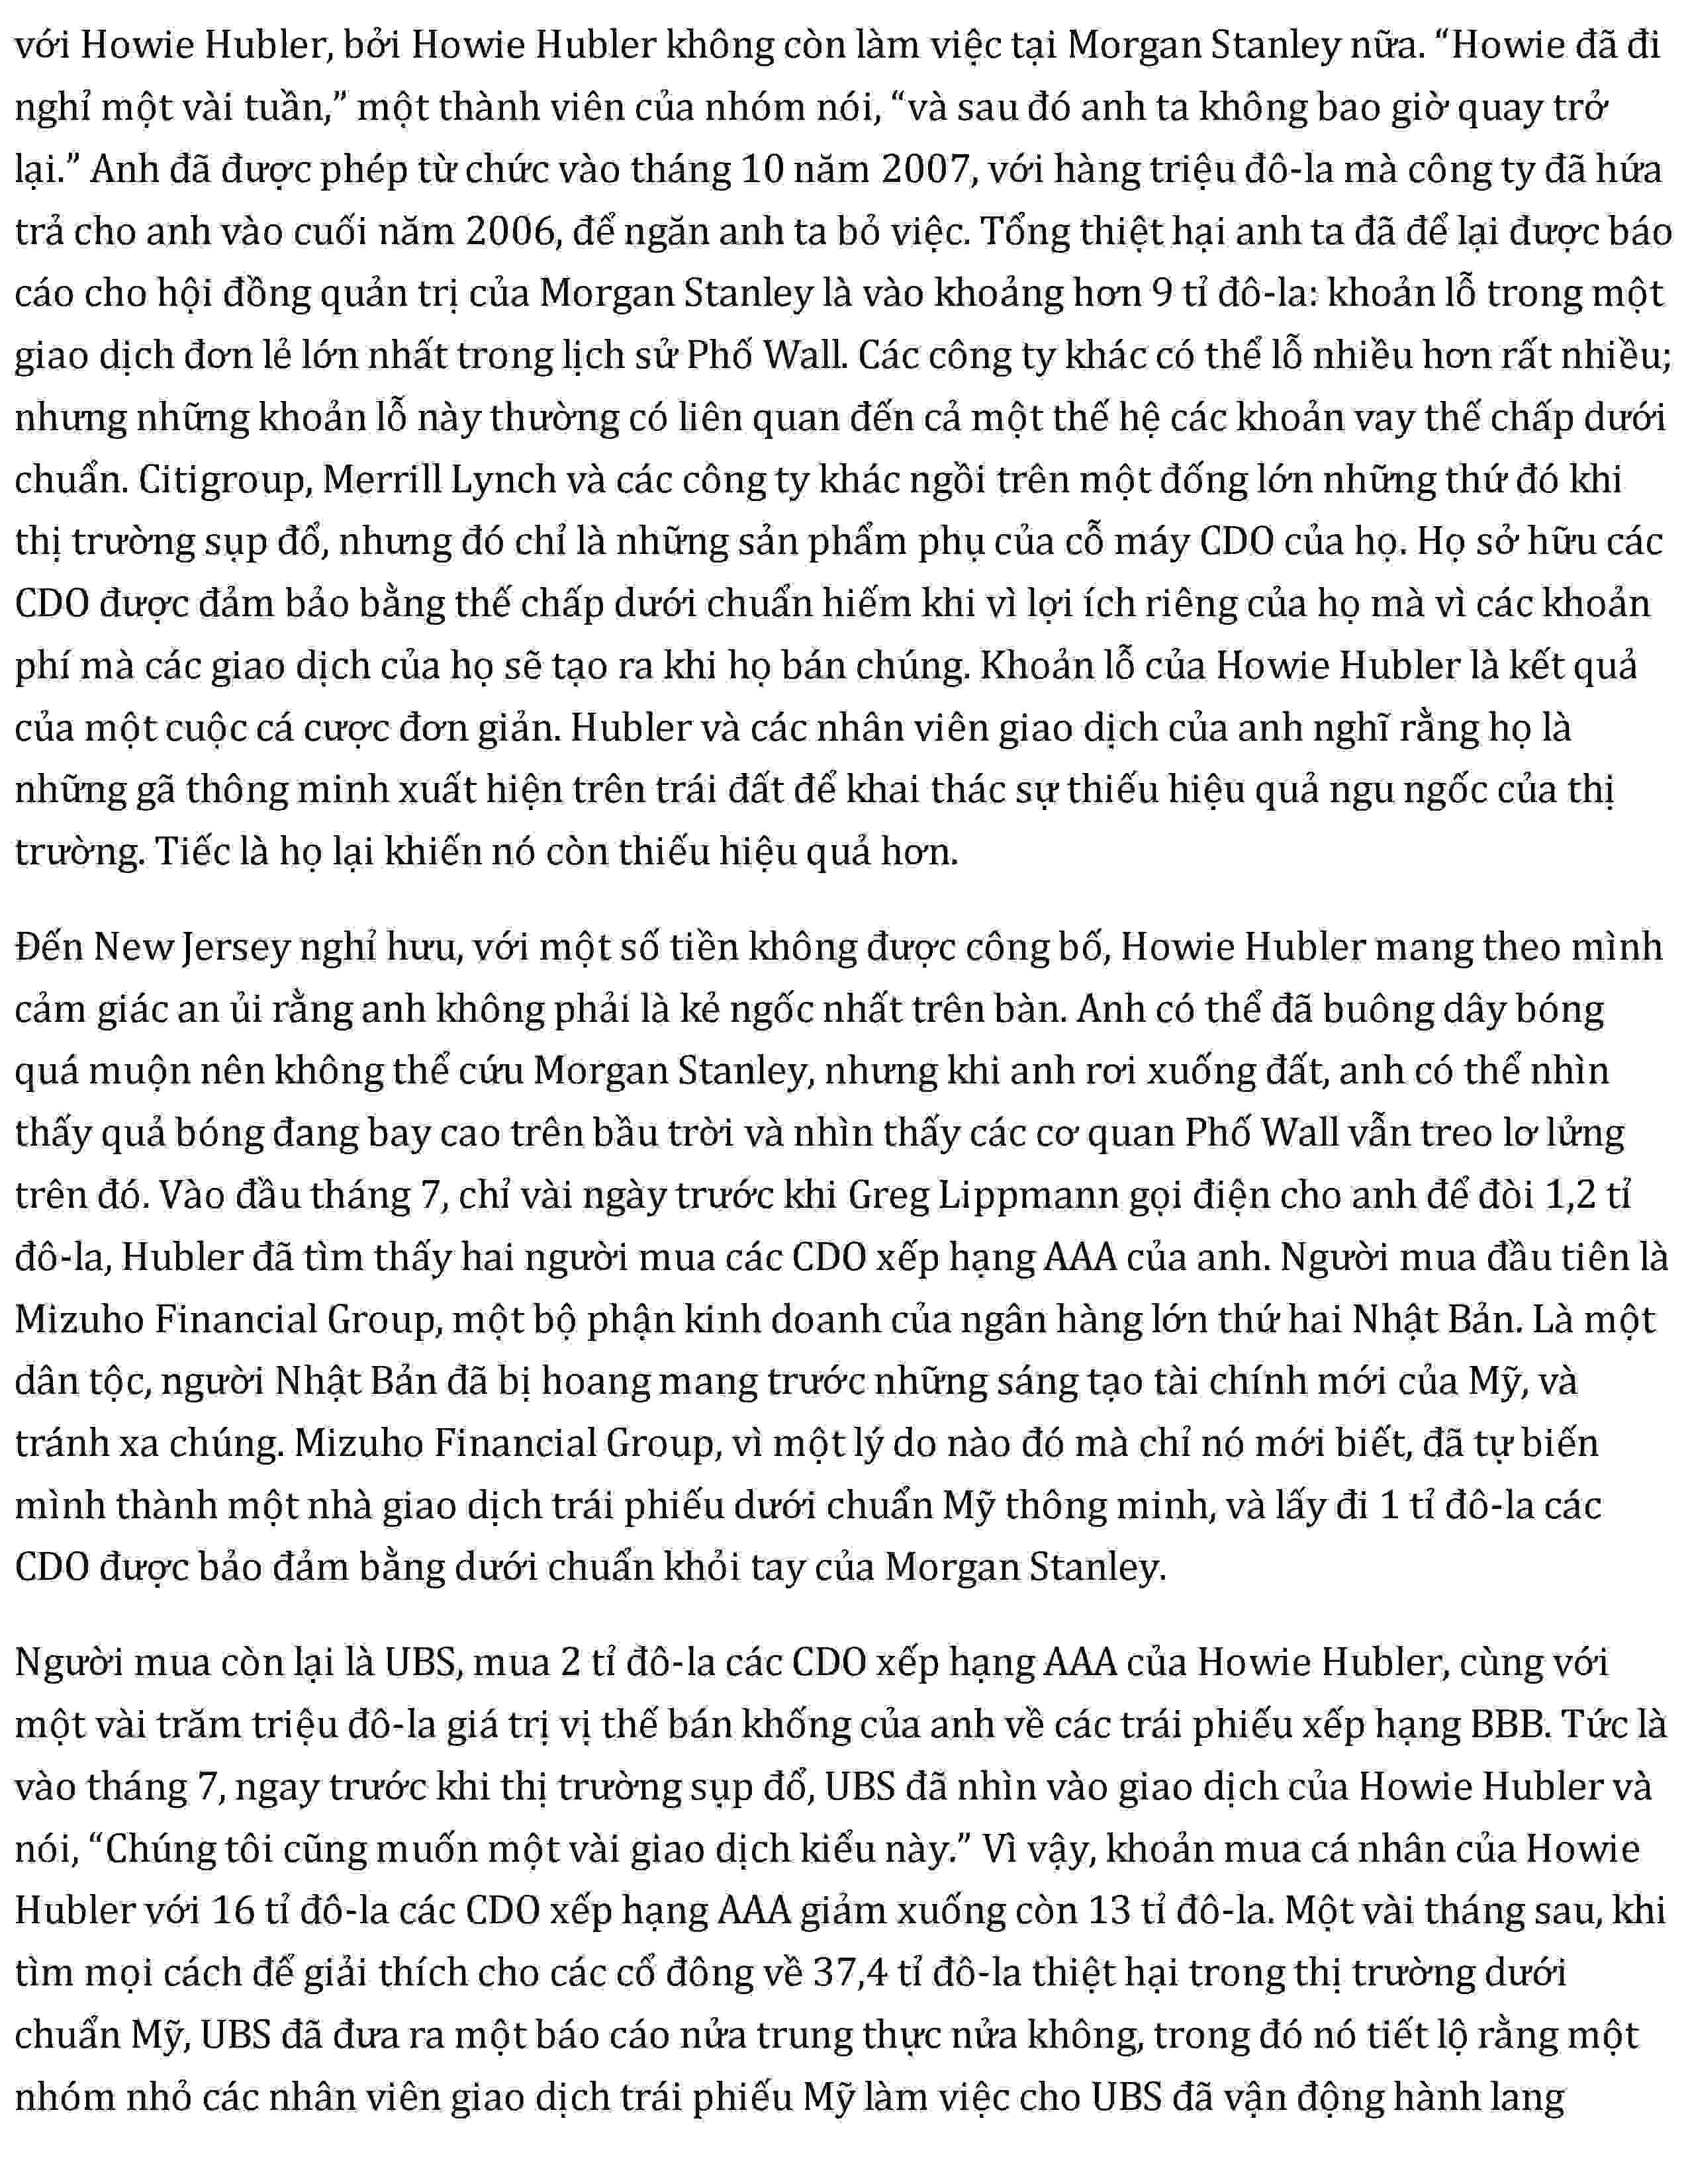 với Howie Hubler, bởi Howie Hubler không còn làm việc tại Morgan Stanley nữa. “Howie đã đi
nghỉ một vài tuần,” một thành viên của nhóm nói, “và sau đó anh ta không bao giờ quay trở
lại.” Anh đã được phép từ chức vào tháng 10 năm 2007, với hàng triệu đô-la mà công ty đã hứa
trả cho anh vào cuối năm 2006, để ngăn anh ta bỏ việc. Tổng thiệt hại anh ta đã để lại được báo
cáo cho hội đồng quản trị của Morgan Stanley là vào khoảng hơn 9 tỉ đô-la: khoản lỗ trong một
giao dịch đơn lẻ lớn nhất trong lịch sử Phố Wall. Các công ty khác có thể lỗ nhiều hơn rất nhiều;
nhưng những khoản lỗ này thường có liên quan đến cả một thế hệ các khoản vay thế chấp dưới
chuẩn. Citigroup, Merrill Lynch và các công ty khác ngồi trên một đống lớn những thứ đó khi
thị trường sụp đổ, nhưng đó chỉ là những sản phẩm phụ của cỗ máy CDO của họ. Họ sở hữu các
CDO được đảm bảo bằng thế chấp dưới chuẩn hiếm khi vì lợi ích riêng của họ mà vì các khoản
phí mà các giao dịch của họ sẽ tạo ra khi họ bán chúng. Khoản lỗ của Howie Hubler là kết quả
của một cuộc cá cược đơn giản. Hubler và các nhân viên giao dịch của anh nghĩ rằng họ là
những gã thông minh xuất hiện trên trái đất để khai thác sự thiếu hiệu quả ngu ngốc của thị
trường. Tiếc là họ lại khiến nó còn thiếu hiệu quả hơn.
Đến New Jersey nghỉ hưu, với một số tiền không được công bố, Howie Hubler mang theo mình
cảm giác an ủi rằng anh không phải là kẻ ngốc nhất trên bàn. Anh có thể đã buông dây bóng
quá muộn nên không thể cứu Morgan Stanley, nhưng khi anh rơi xuống đất, anh có thể nhìn
thấy quả bóng đang bay cao trên bầu trời và nhìn thấy các cơ quan Phố Wall vẫn treo lơ lửng
trên đó. Vào đầu tháng 7, chỉ vài ngày trước khi Greg Lippmann gọi điện cho anh để đòi 1,2 tỉ
đô-la, Hubler đã tìm thấy hai người mua các CDO xếp hạng AAA của anh. Người mua đầu tiên là
Mizuho Financial Group, một bộ phận kinh doanh của ngân hàng lớn thứ hai Nhật Bản. Là một
dân tộc, người Nhật Bản đã bị hoang mang trước những sáng tạo tài chính mới của Mỹ, và
tránh xa chúng. Mizuho Financial Group, vì một lý do nào đó mà chỉ nó mới biết, đã tự biến
mình thành một nhà giao dịch trái phiếu dưới chuẩn Mỹ thông minh, và lấy đi 1 tỉ đô-la các
CDO được bảo đảm bằng dưới chuẩn khỏi tay của Morgan Stanley.
Người mua còn lại là UBS, mua 2 tỉ đô-la các CDO xếp hạng AAA của Howie Hubler, cùng với
một vài trăm triệu đô-la giá trị vị thế bán khống của anh về các trái phiếu xếp hạng BBB. Tức là
vào tháng 7, ngay trước khi thị trường sụp đổ, UBS đã nhìn vào giao dịch của Howie Hubler và
nói, “Chúng tôi cũng muốn một vài giao dịch kiểu này.” Vì vậy, khoản mua cá nhân của Howie
Hubler với 16 tỉ đô-la các CDO xếp hạng AAA giảm xuống còn 13 tỉ đô-la. Một vài tháng sau, khi
tìm mọi cách để giải thích cho các cổ đông về 37,4 tỉ đô-la thiệt hại trong thị trường dưới
chuẩn Mỹ, UBS đã đưa ra một báo cáo nửa trung thực nửa không, trong đó nó tiết lộ rằng một
nhóm nhỏ các nhân viên giao dịch trái phiếu Mỹ làm việc cho UBS đã vận động hành lang